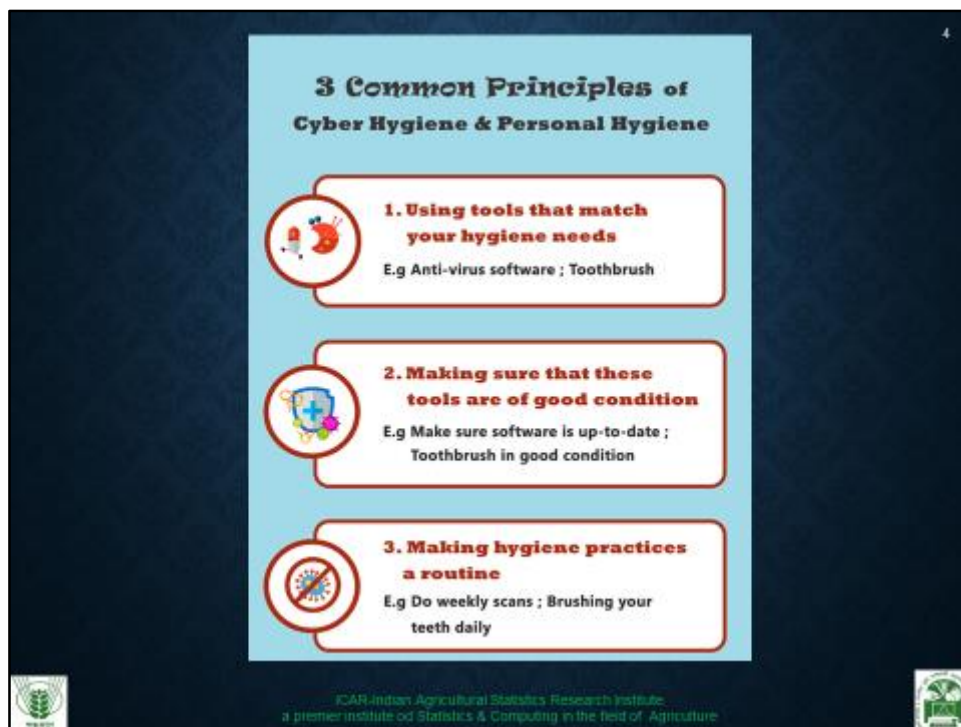 4
3 Common Principles of
Cyber Hygiene & Personal Hygiene
1. Using tools that match
your hygiene needs
E.g Anti-virus software ; Toothbrush
2. Making sure that these
tools are of good condition
E.g Make sure software is up-to-date ;
Toothbrush in good condition
3. Making hygiene practices
a routine
E.g Do weekly scans ; Brushing your
teeth daily
ICAR-Indian Agricultural Statistics Research Institute
a premier institute od Statistics & Computing in the field of Agriculture